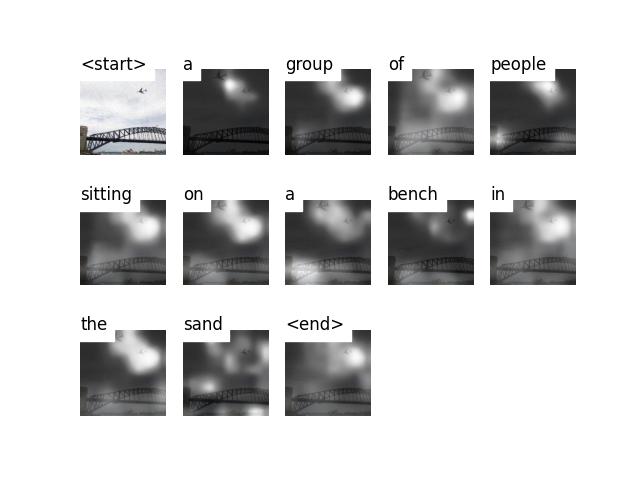 <start> a group of people
sitting on a bench in
the sand <end>